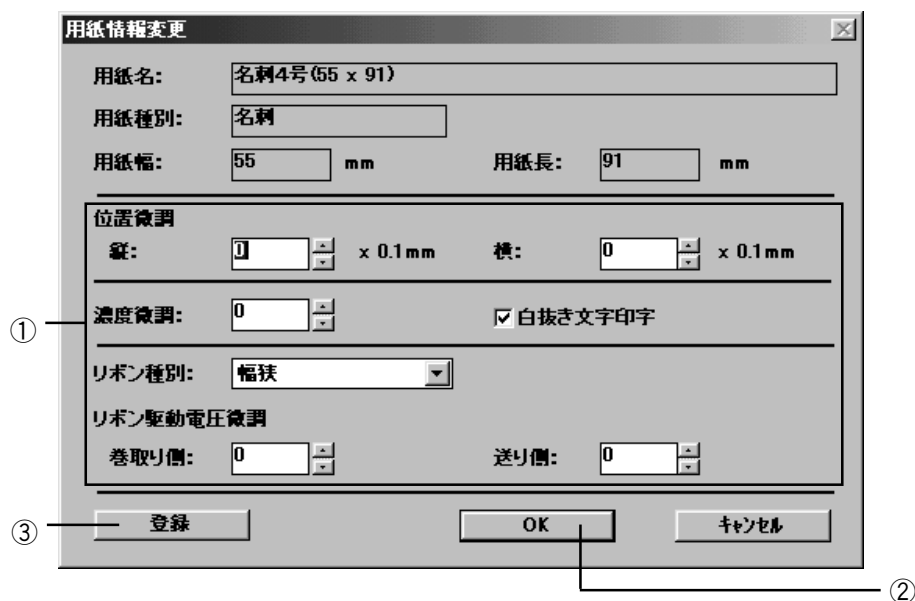 用紙情報変更
用紙名: 名刺4号(55 x 91)
用紙種別: 名刺
用紙幅: 55 mm 用紙長: 91 mm
位置微調
縦: 0 x 0.1mm 横: 0 x 0.1mm
濃度微調: 0 白抜き文字印字
①
リボン種別: 幅狭
リボン駆動電圧微調
巻取り側: 0 送り側: 0
③ 登録 OK キャンセル
②